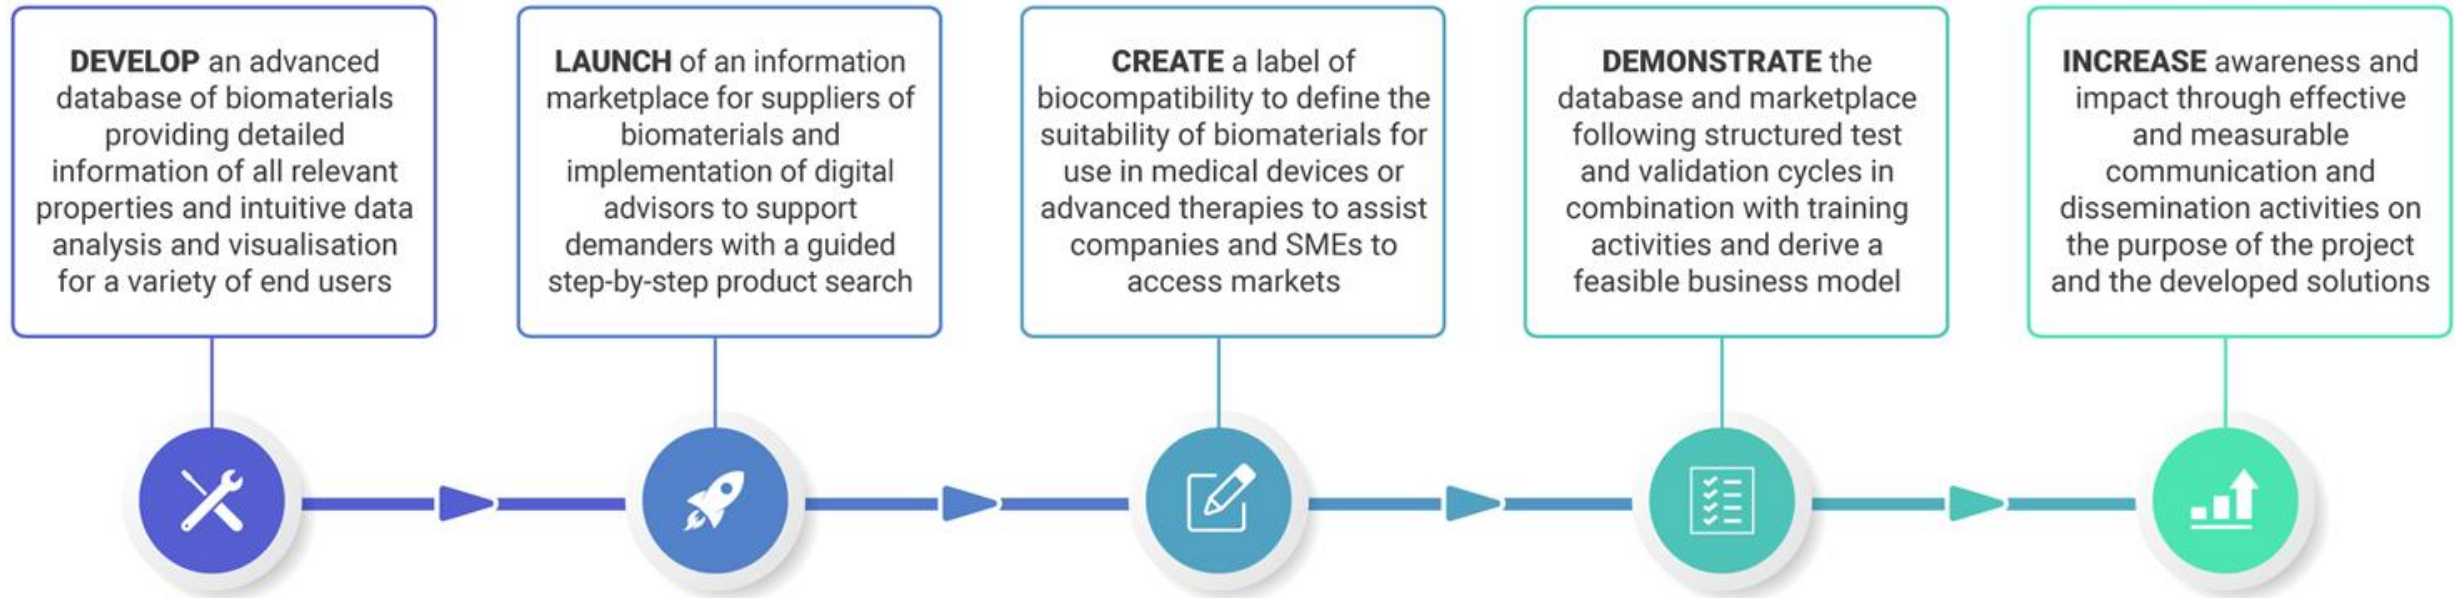 DEVELOP an advanced
database of biomaterials
providing detailed
information of all relevant
properties and intuitive data
analysis and visualisation
for a variety of end users
LAUNCH of an information
marketplace for suppliers of
biomaterials and
implementation of digital
advisors to support
demanders with a guided
step-by-step product search
CREATE a label of
biocompatibility to define the
suitability of biomaterials for
use in medical devices or
advanced therapies to assist
companies and SMEs to
access markets
DEMONSTRATE the
database and marketplace
following structured test
and validation cycles in
combination with training
activities and derive a
feasible business model
INCREASE awareness and
impact through effective
and measurable
communication and
dissemination activities on
the purpose of the project
and the developed solutions